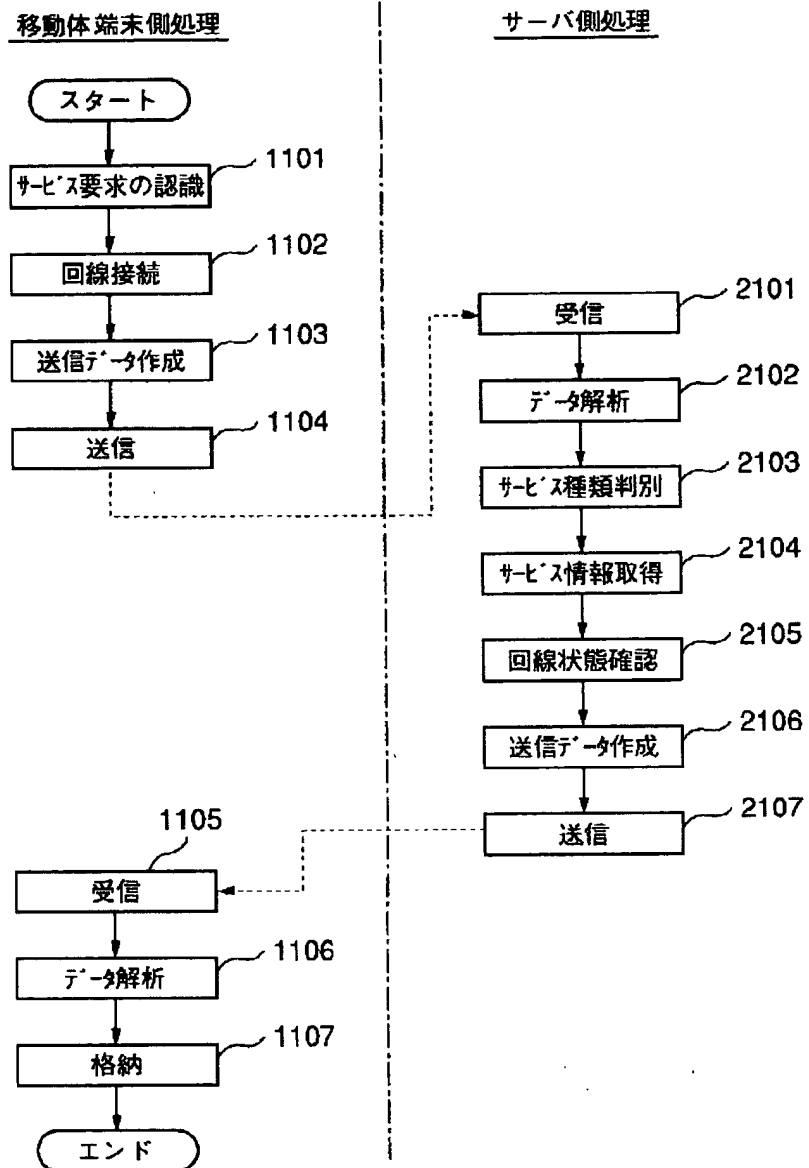 移動体端末側処理
サーバ側処理
スタート
サービス要求の認識
1101
回線接続
1102
送信データ作成
1103
送信
1104
受信
2101
データ解析
2102
サービス種類判別
2103
サービス情報取得
2104
回線状態確認
2105
送信データ作成
2106
送信
2107
1105
受信
データ解析
1106
格納
1107
エンド